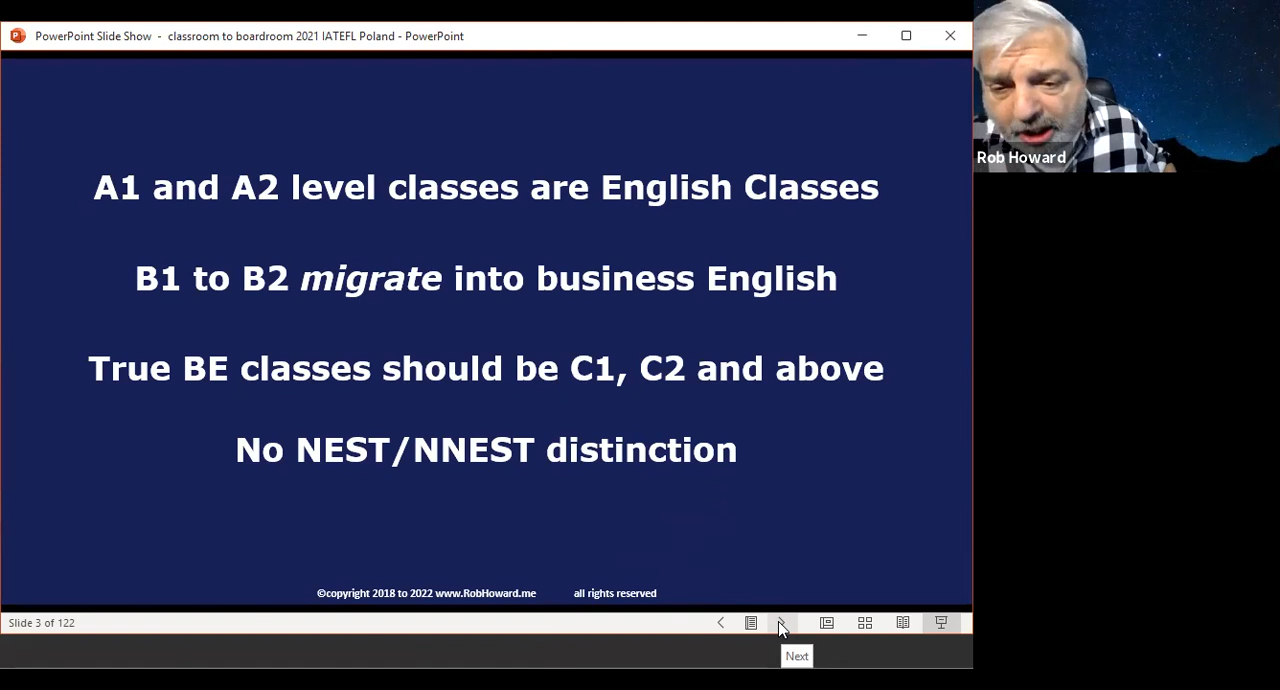 PowerPoint Slide Show - classroom to boardroom 2021 IATEFL Poland - PowerPoint
Rob Howard
A1 and A2 level classes are English Classes
B1 to B2 migrate into business English
True BE classes should be C1, C2 and above
No NEST/NNEST distinction
©copyright 2018 to 2022 www.RobHoward.me all rights reserved
Slide 3 of 122
Next